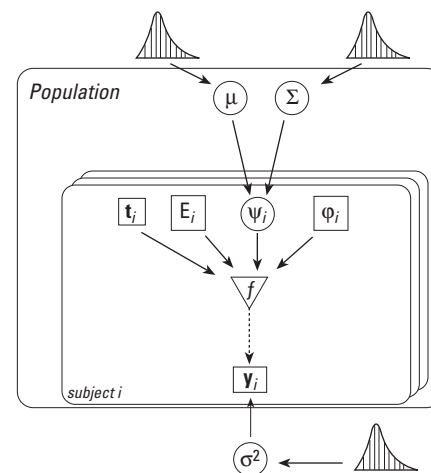 Population
μ Σ
t_i E_i ψ_i φ_i
f
y_i
subject i
σ²